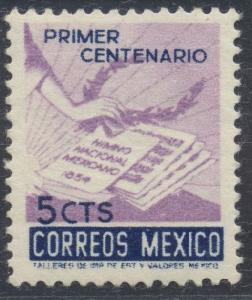 PRIMER
CENTENARIO
HIMNO
NACIONAL
MEXICANO
1854
5 CTS
CORREOS MEXICO
TALLERES DE IMP. DE EST. Y VALORES. MEXICO